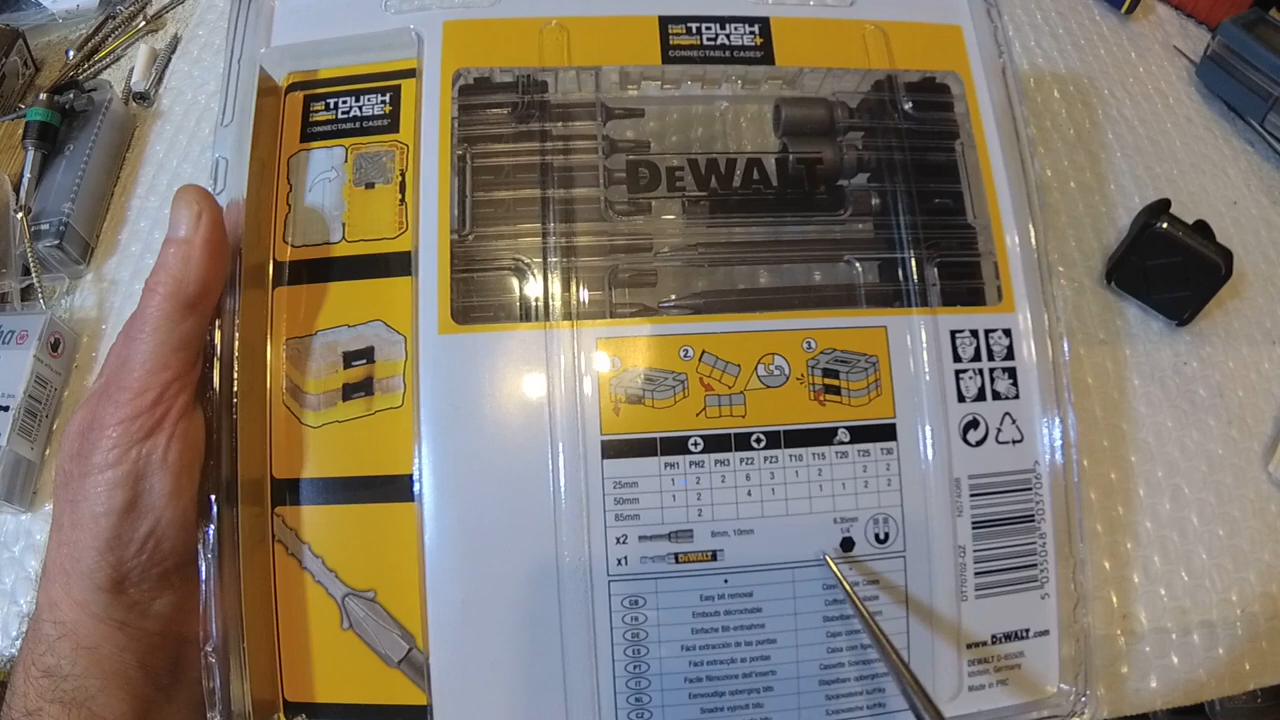 TOUGH
CASE+
CONNECTABLE CASES*
TOUGH
CASE+
CONNECTABLE CASES*
DEWALT
2.
3.
PH1 PH2 PH3 PZ2 PZ3 T10 T15 T20 T25 T30
25mm 1 2 2 6 3 1 2 2 2
50mm 1 2 4 1 1 1 2 2
85mm 2
x2 8mm, 10mm
6.35mm
1/4"
x1 DEWALT
GB Easy bit removal
FR Embouts décrochable
DE Einfache Bit-entnahme
ES Fácil extracción de las puntas
PT Fácil extracção as pontas
IT Facile rimozione dell'inserto
NL Eenvoudige opberging bits
CZ Snadné vyjmutí bitu
DT70702-QZ N574088
5 035048 503706 >
www.DEWALT.com
DEWALT D-65509,
Idstein, Germany
Made in PRC